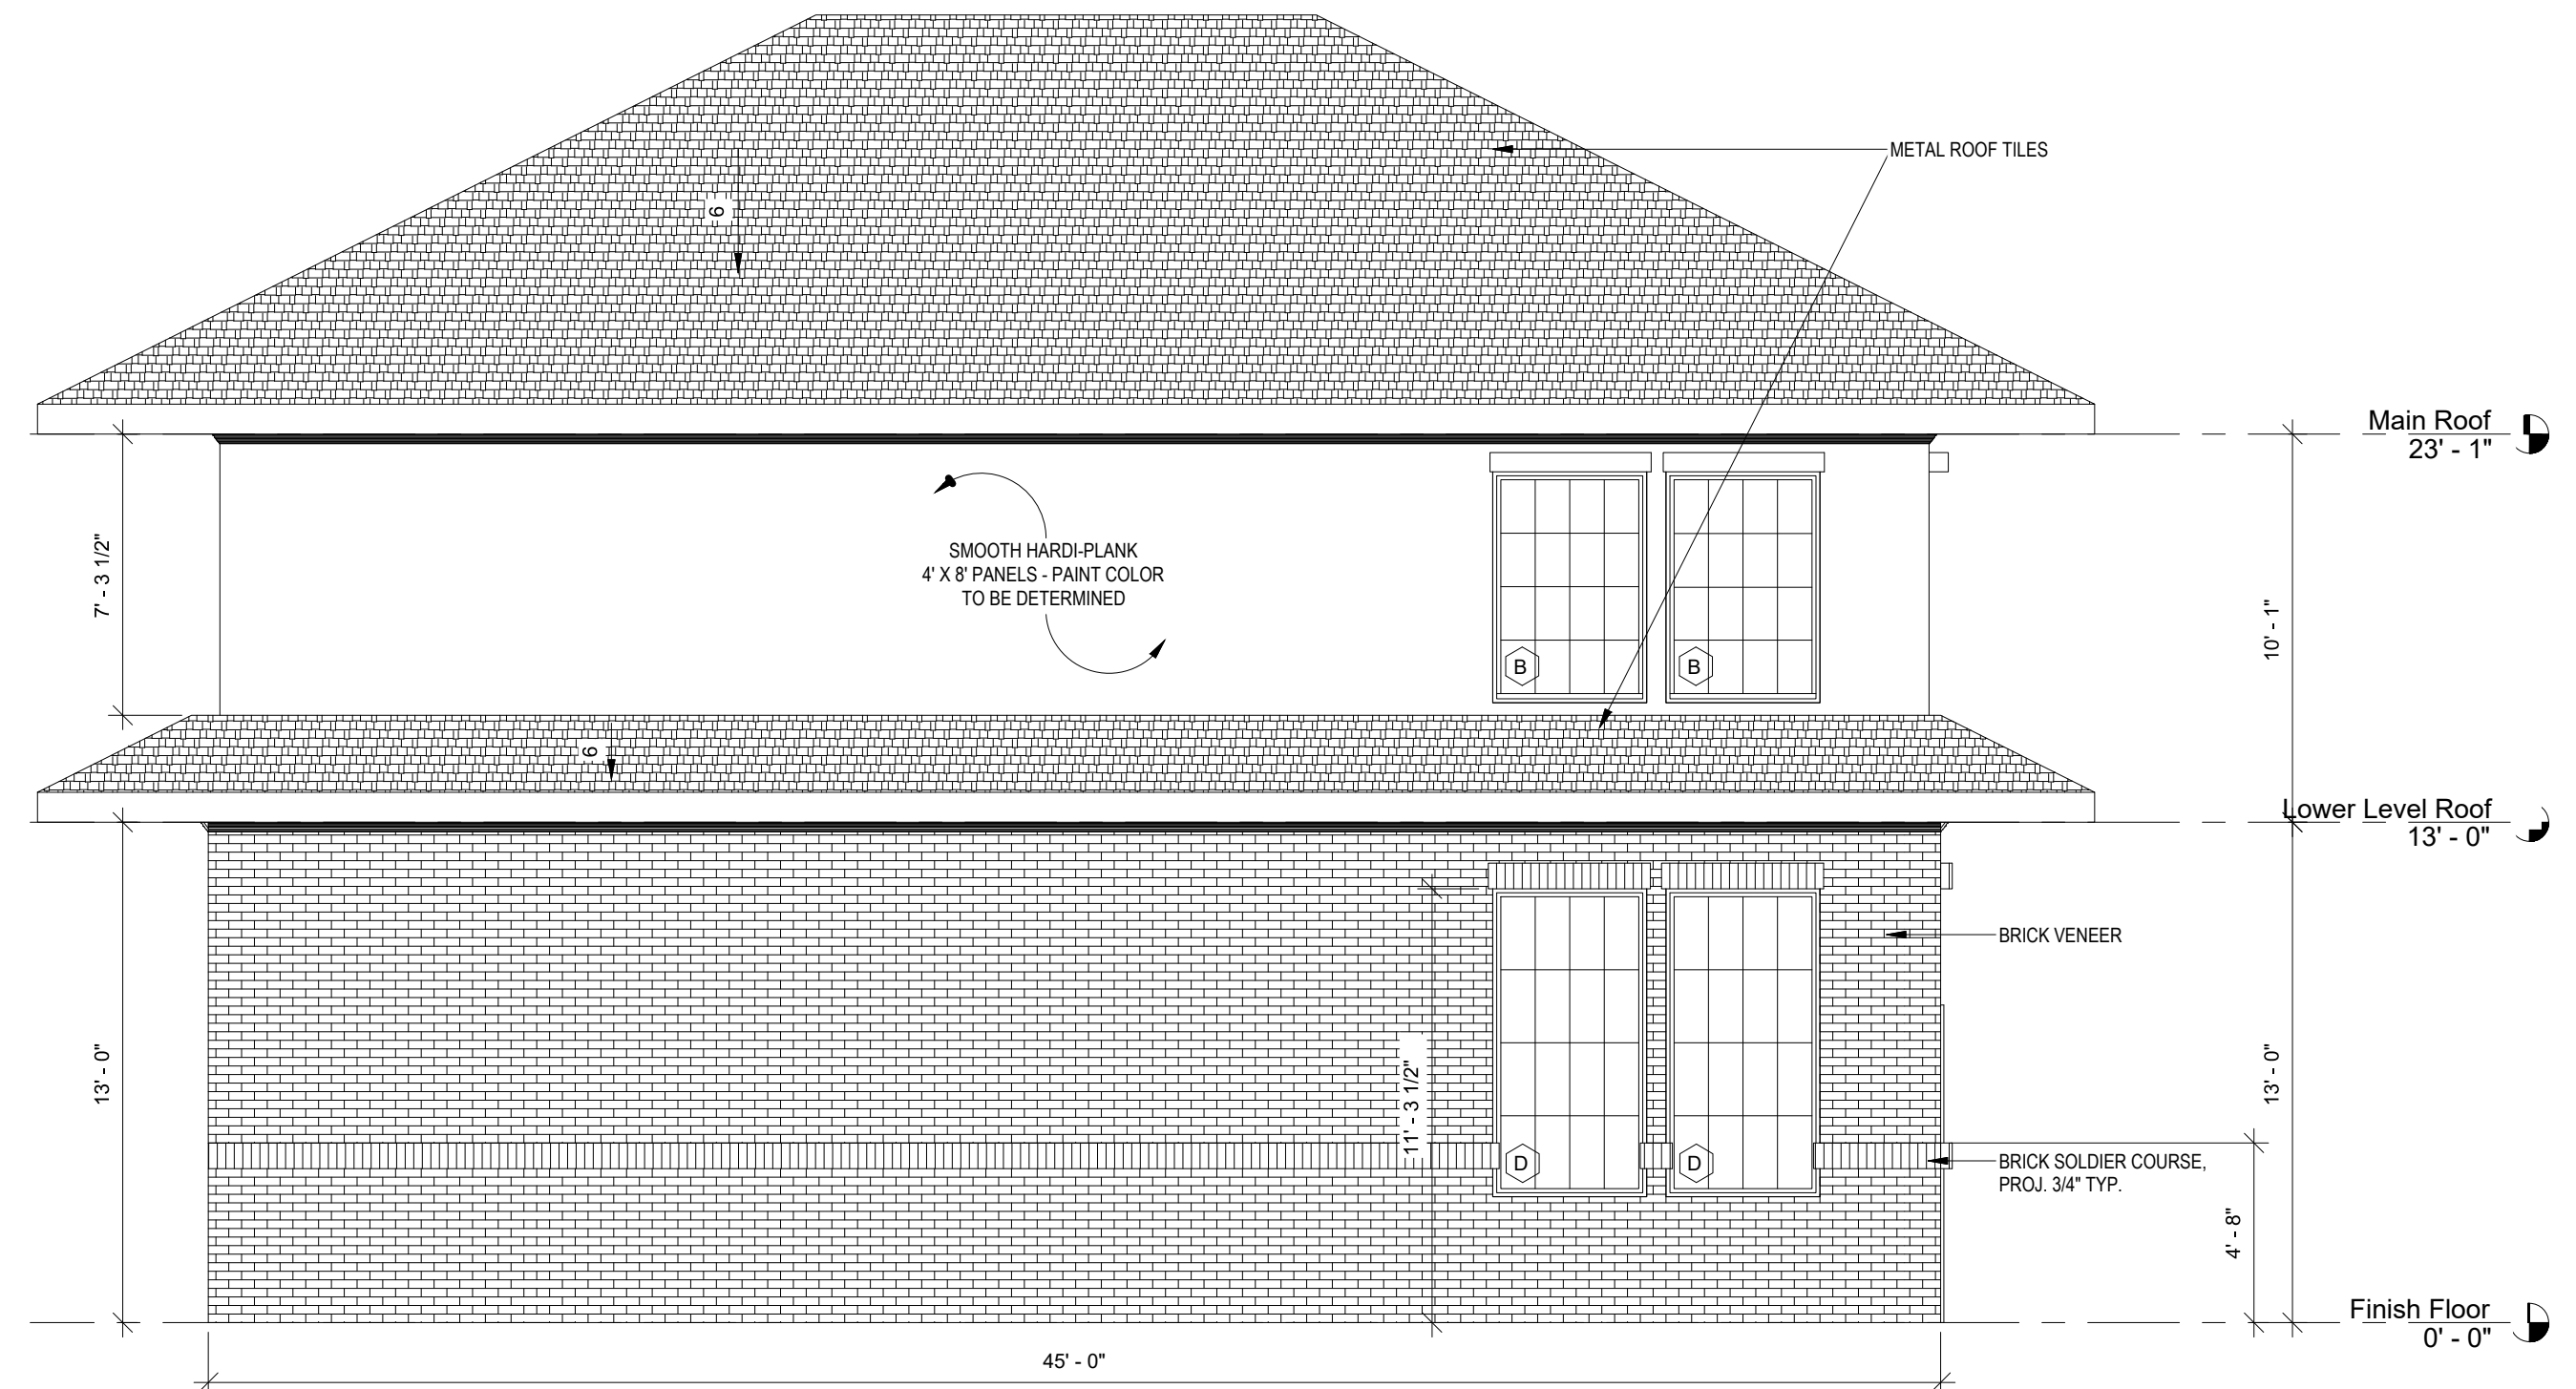 METAL ROOF TILES
6
Main Roof
23' - 1"
7' - 3 1/2"
SMOOTH HARDI-PLANK
4' X 8' PANELS - PAINT COLOR
TO BE DETERMINED
10' - 1"
B
B
6
Lower Level Roof
13' - 0"
BRICK VENEER
13' - 0"
11' - 3 1/2"
13' - 0"
D
D
BRICK SOLDIER COURSE,
PROJ. 3/4" TYP.
4' - 8"
Finish Floor
0' - 0"
45' - 0"